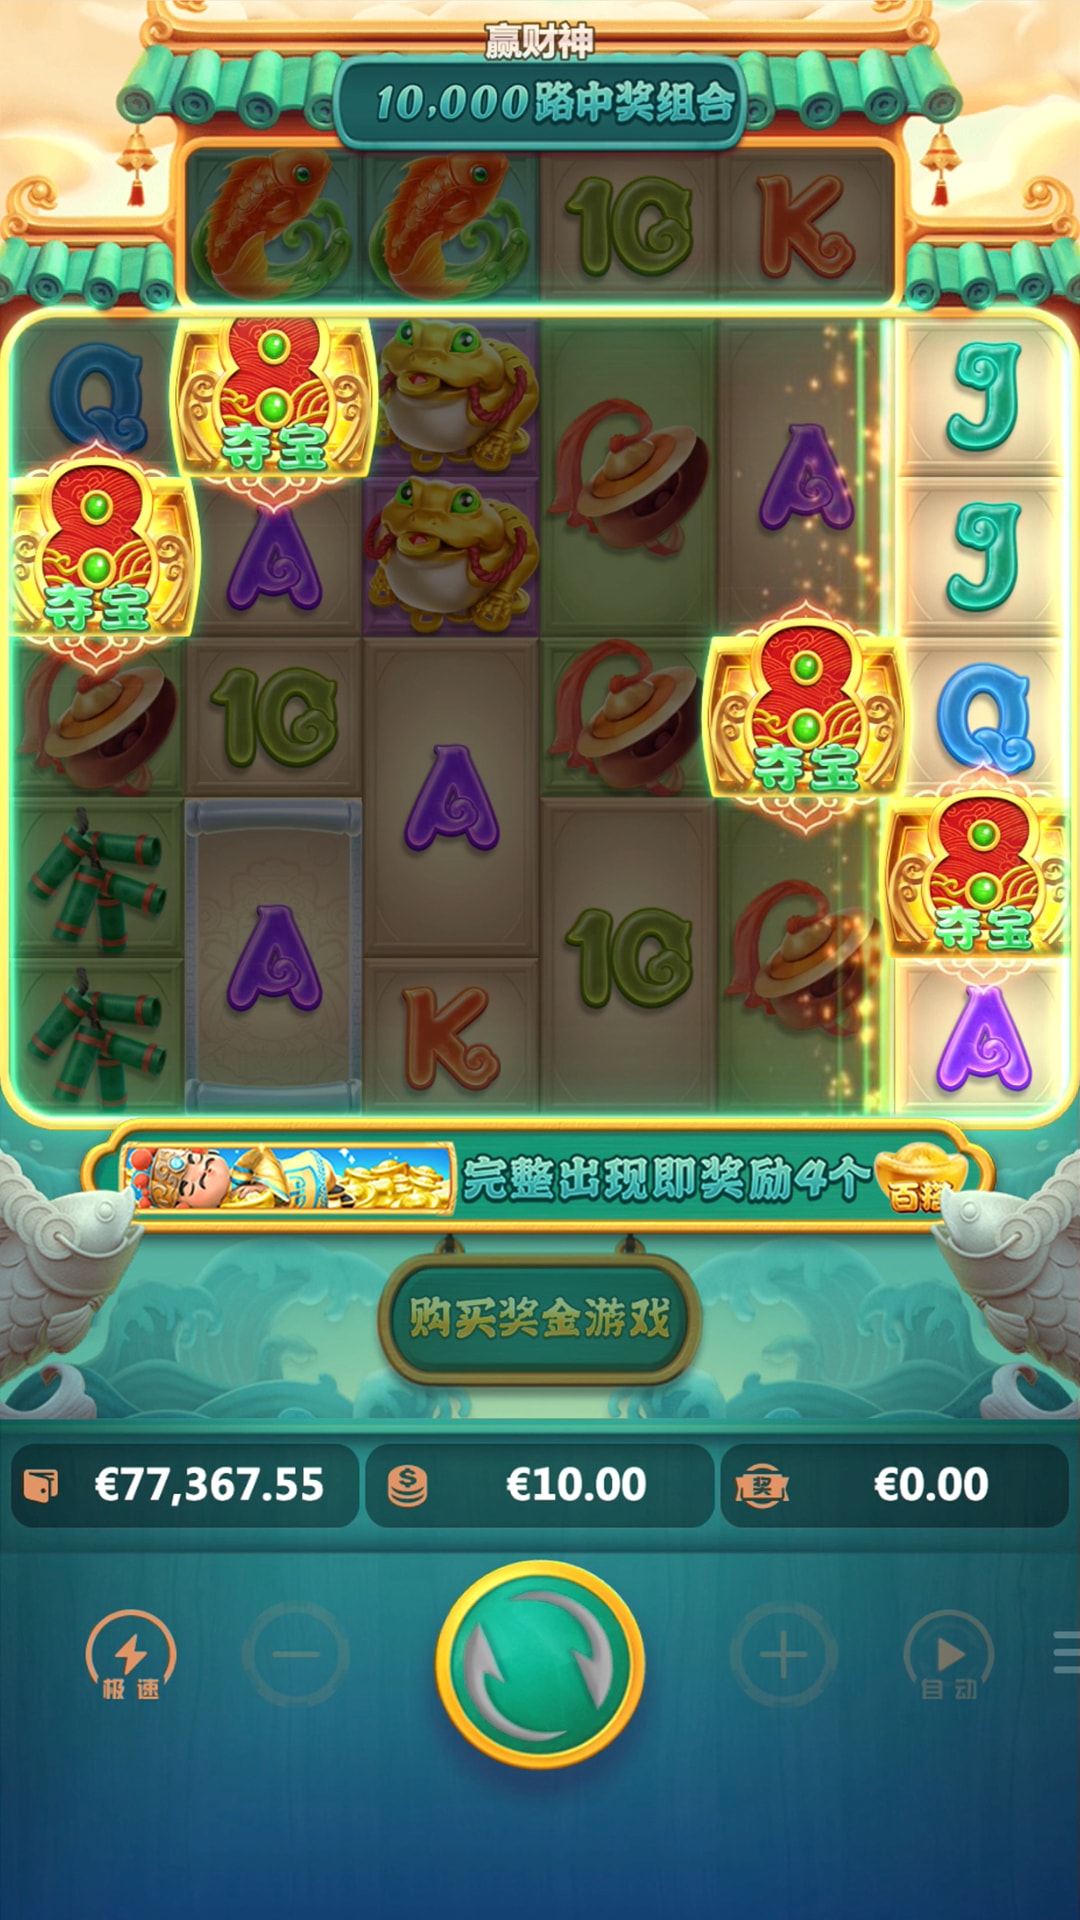 赢财神
10,000路中奖组合
10 K
Q 8夺宝 J
8夺宝 A A J
10 8夺宝 Q
A 8夺宝
A 10 A
K
完整出现即奖励4个 百搭
购买奖金游戏
€77,367.55 $ €10.00 奖 €0.00
极速 自动